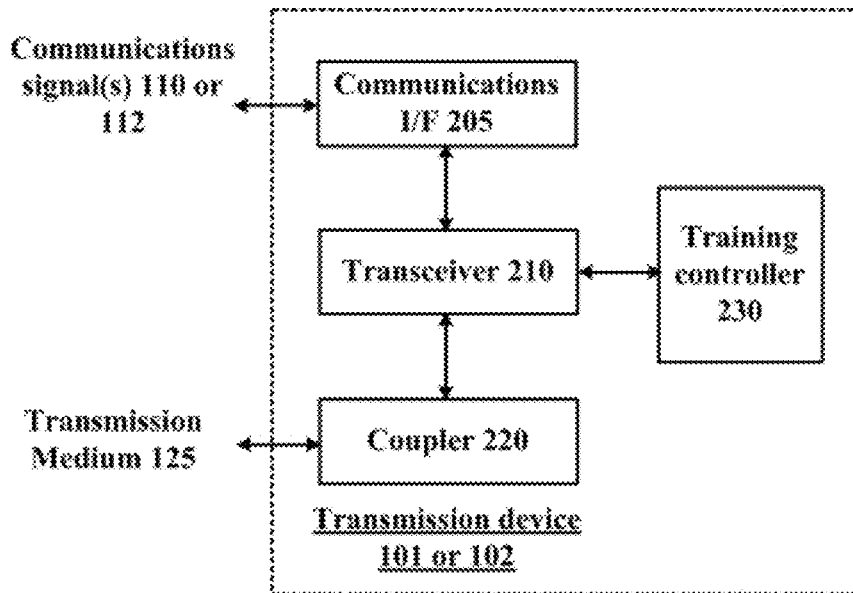 Communications
signal(s) 110 or
112
Communications
I/F 205
Transceiver 210
Training
controller
230
Transmission
Medium 125
Coupler 220
Transmission device
101 or 102